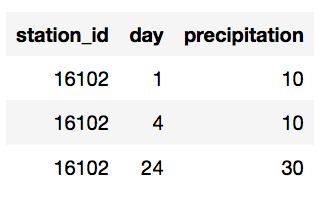 station_id day precipitation
16102 1 10
16102 4 10
16102 24 30